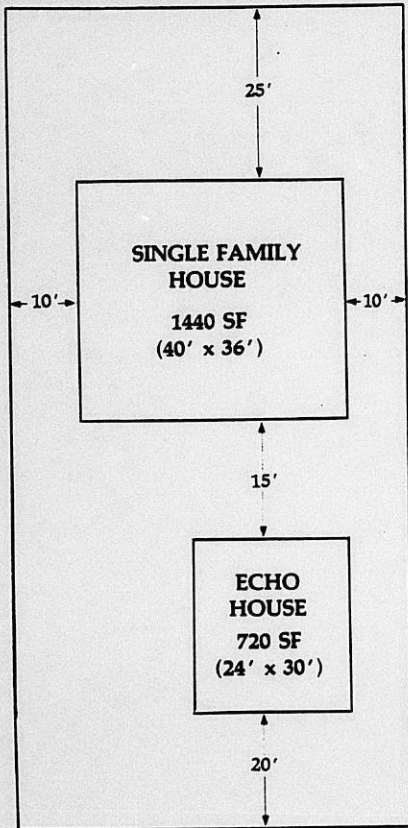 25'
SINGLE FAMILY
HOUSE
10'
10'
1440 SF
(40' x 36')
15'
ECHO
HOUSE
720 SF
(24' x 30')
20'